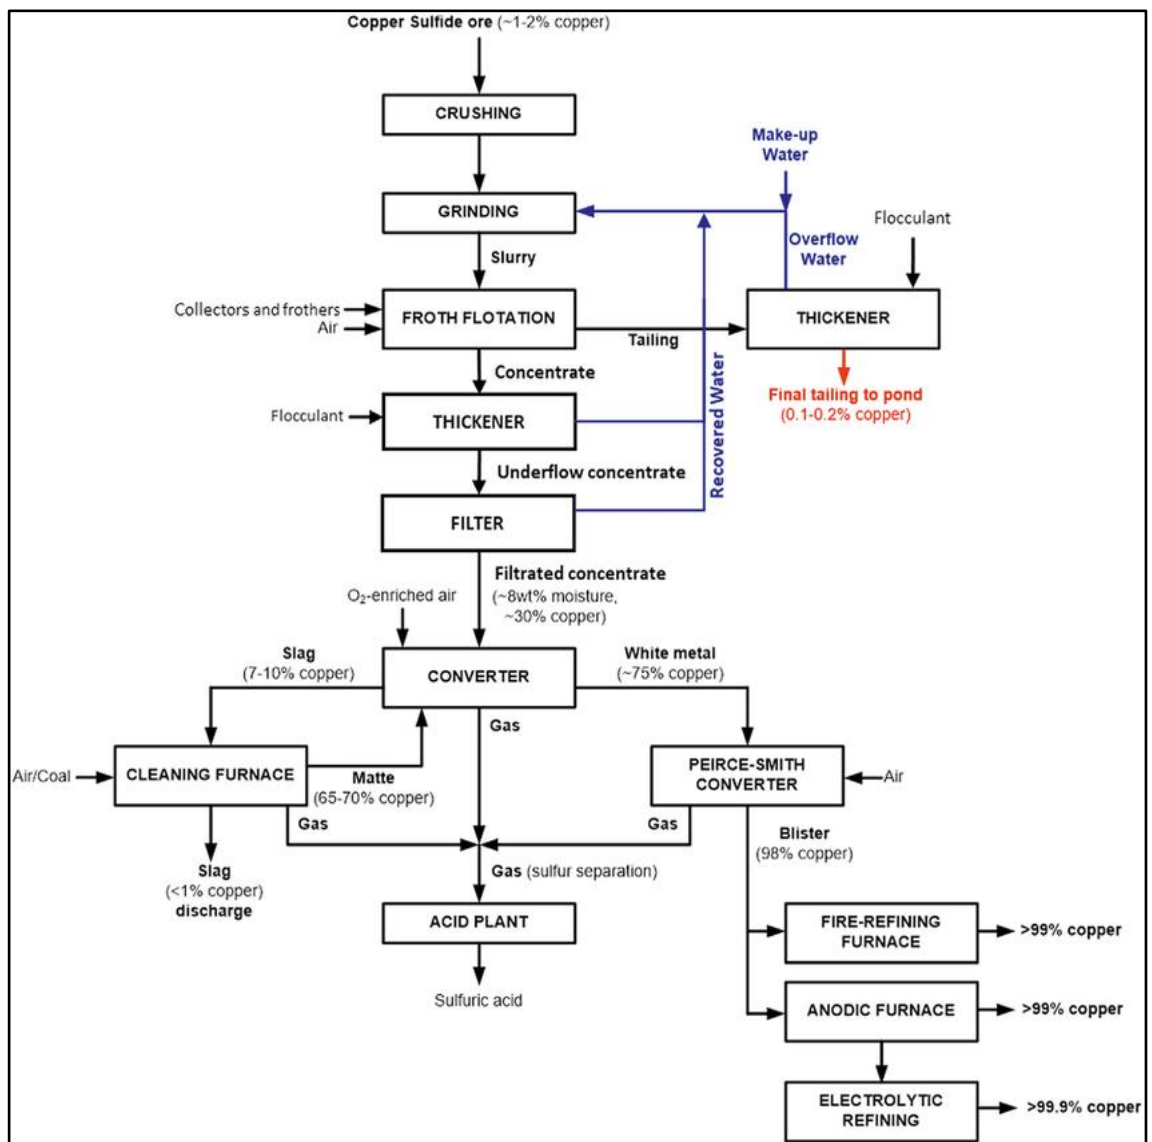 Copper Sulfide ore (~1-2% copper)
CRUSHING
Make-up
Water
GRINDING
Flocculant
Overflow
Water
Slurry
Collectors and frothers
Air
FROTH FLOTATION
THICKENER
Tailing
Concentrate
Final tailing to pond
(0.1-0.2% copper)
Flocculant
THICKENER
Recovered Water
Underflow concentrate
FILTER
Filtrated concentrate
(~8wt% moisture,
~30% copper)
O2-enriched air
Slag
(7-10% copper)
White metal
(~75% copper)
CONVERTER
Gas
Air/Coal
CLEANING FURNACE
Matte
(65-70% copper)
PEIRCE-SMITH
CONVERTER
Air
Gas
Gas
Blister
(98% copper)
Slag
(<1% copper)
discharge
Gas (sulfur separation)
ACID PLANT
FIRE-REFINING
FURNACE
>99% copper
Sulfuric acid
ANODIC FURNACE
>99% copper
ELECTROLYTIC
REFINING
>99.9% copper